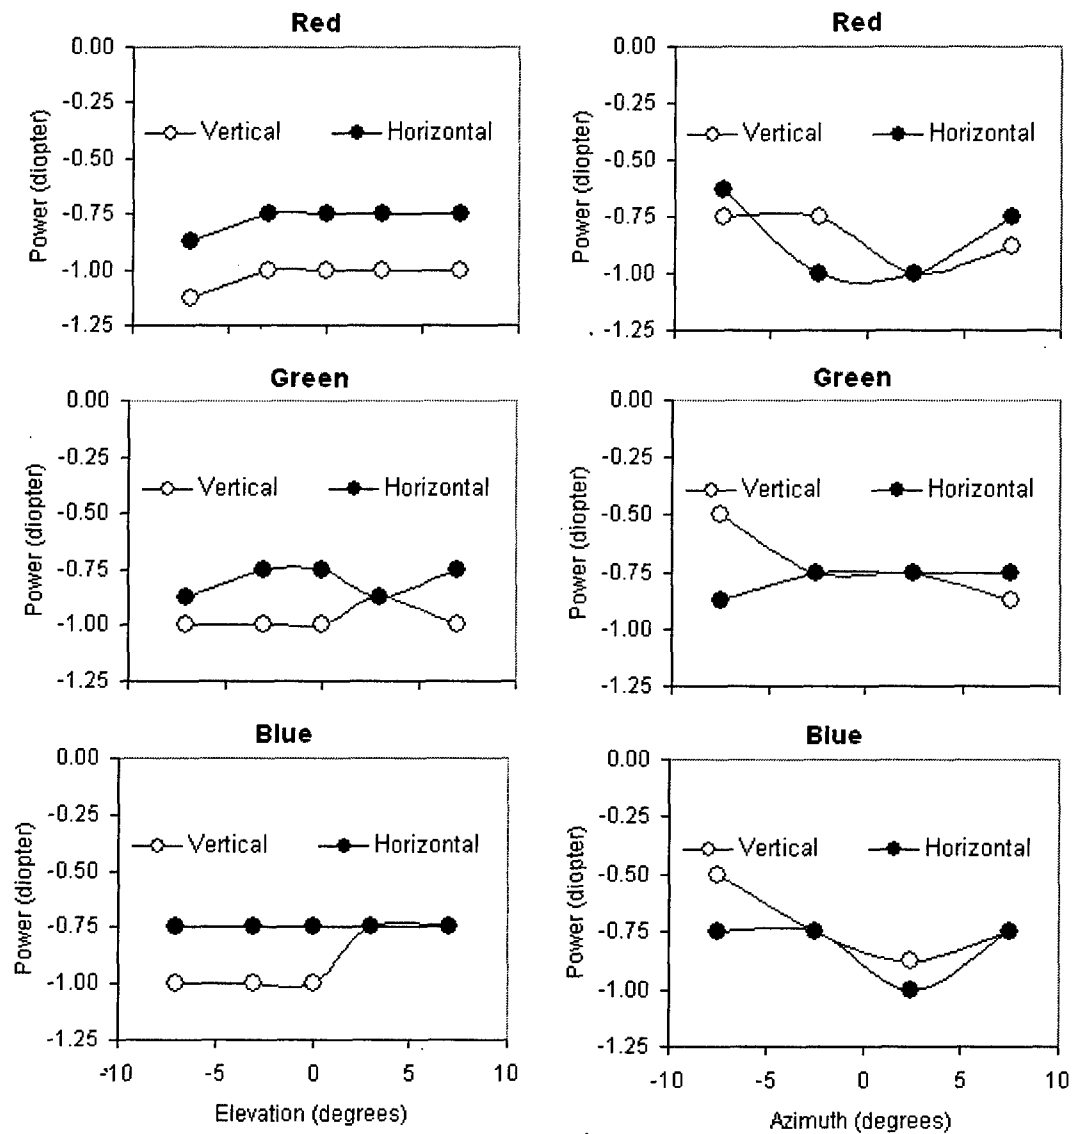 Red
0.00
-0.25
-0.50
-0.75
-1.00
-1.25
Power (diopter)
Vertical Horizontal
Red
0.00
-0.25
-0.50
-0.75
-1.00
-1.25
Power (diopter)
Vertical Horizontal
Green
0.00
-0.25
-0.50
-0.75
-1.00
-1.25
Power (diopter)
Vertical Horizontal
Green
0.00
-0.25
-0.50
-0.75
-1.00
-1.25
Power (diopter)
Vertical Horizontal
Blue
0.00
-0.25
-0.50
-0.75
-1.00
-1.25
Power (diopter)
Vertical Horizontal
-10 -5 0 5 10
Elevation (degrees)
Blue
0.00
-0.25
-0.50
-0.75
-1.00
-1.25
Power (diopter)
Vertical Horizontal
-10 -5 0 5 10
Azimuth (degrees)